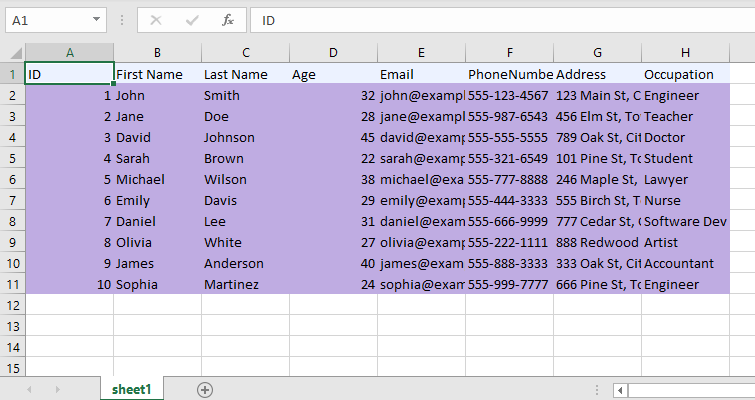 A1 fx ID
A B C D E F G H
1 ID First Name Last Name Age Email PhoneNumbe Address Occupation
2 1 John Smith 32 john@exampl 555-123-4567 123 Main St, C Engineer
3 2 Jane Doe 28 jane@exampl 555-987-6543 456 Elm St, To Teacher
4 3 David Johnson 45 david@examp 555-555-5555 789 Oak St, Cit Doctor
5 4 Sarah Brown 22 sarah@examp 555-321-6549 101 Pine St, To Student
6 5 Michael Wilson 38 michael@exa 555-777-8888 246 Maple St, Lawyer
7 6 Emily Davis 29 emily@examp 555-444-3333 555 Birch St, T Nurse
8 7 Daniel Lee 31 daniel@exam 555-666-9999 777 Cedar St, Software Dev
9 8 Olivia White 27 olivia@examp 555-222-1111 888 Redwood Artist
10 9 James Anderson 40 james@exam 555-888-3333 333 Oak St, Cit Accountant
11 10 Sophia Martinez 24 sophia@exam 555-999-7777 666 Pine St, To Engineer
12
13
14
15
sheet1